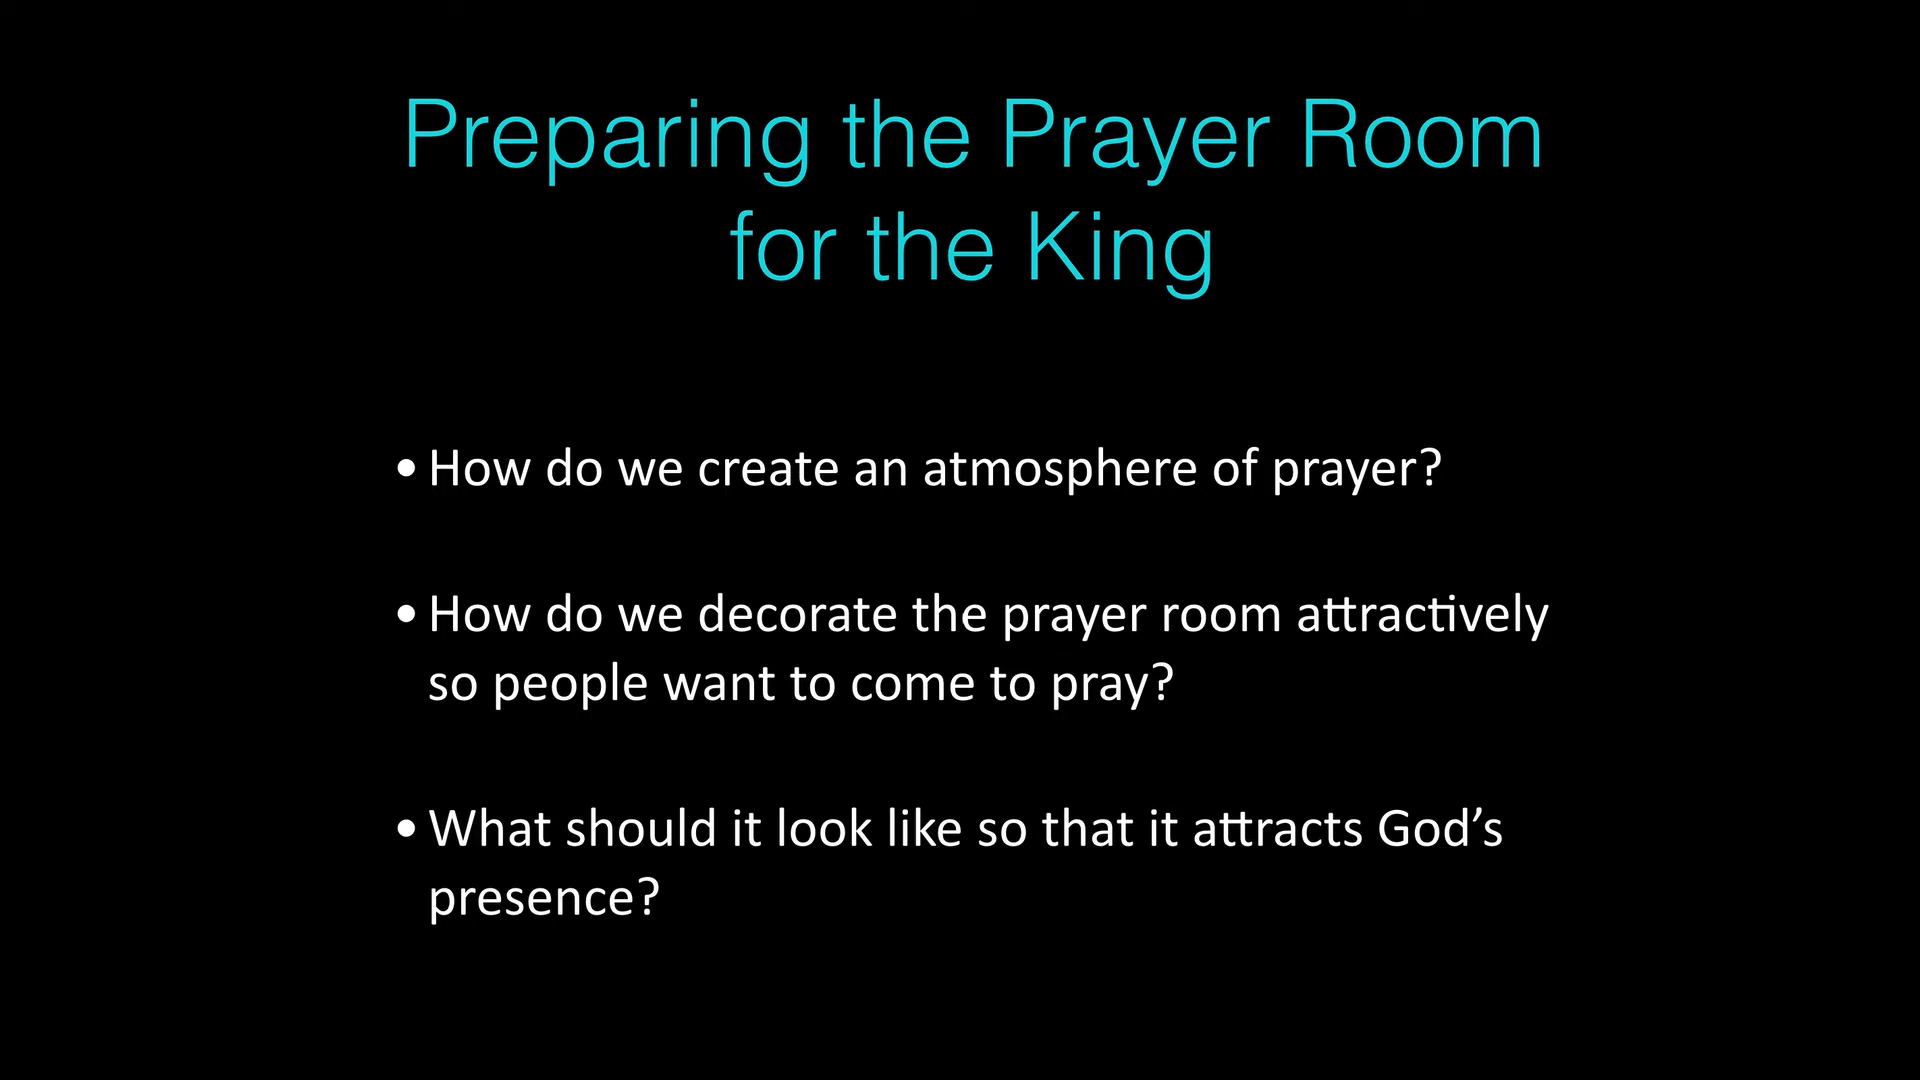 Preparing the Prayer Room
for the King
• How do we create an atmosphere of prayer?
• How do we decorate the prayer room attractively
so people want to come to pray?
• What should it look like so that it attracts God’s
presence?